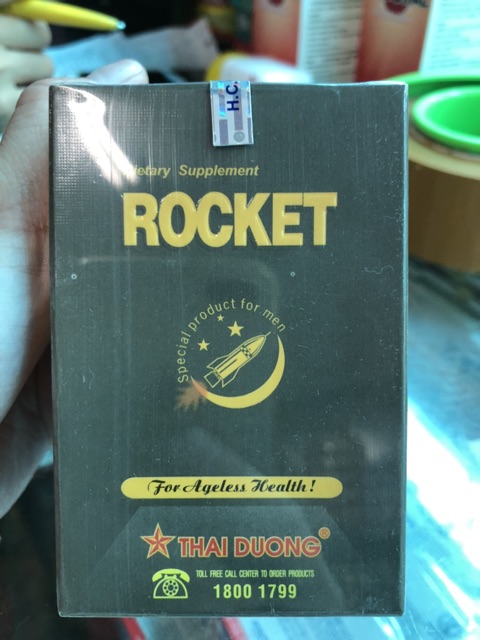 H.C.
Dietary Supplement
ROCKET
Special product for men
For Ageless Health!
THAI DUONG®
TOLL FREE CALL CENTER TO ORDER PRODUCTS
1800 1799